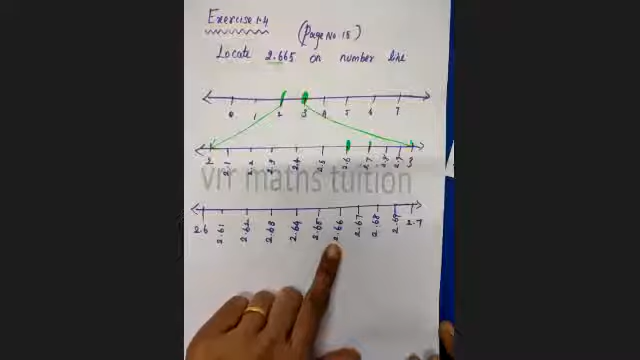 Exercise 1.4
(Page No. 18)
Locate 2.665 on number line
0 1 2 3 4 5 6 7
2 2.1 2.2 2.3 2.4 2.5 2.6 2.7 2.8 2.9 3
vrr maths tuition
2.6 2.61 2.62 2.63 2.64 2.65 2.66 2.67 2.68 2.69 2.7